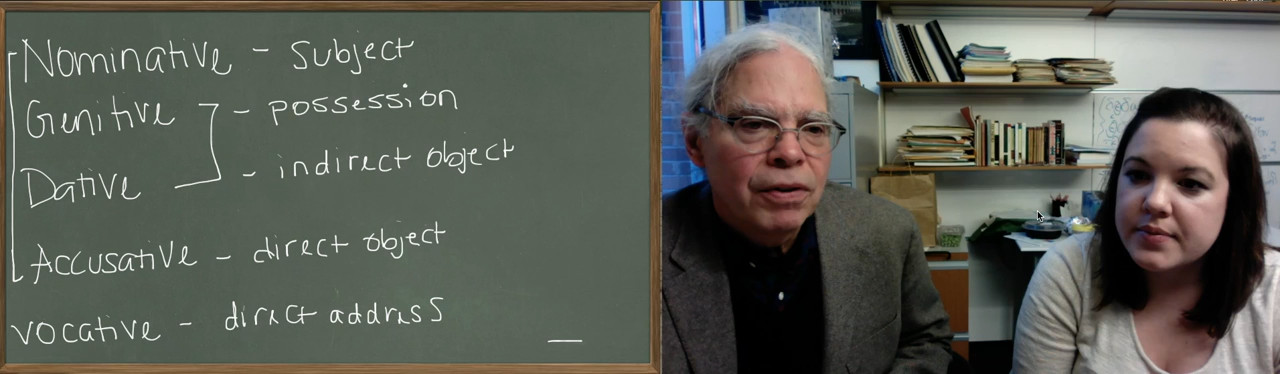 Nominative - subject
Genitive - possession
Dative - indirect object
Accusative - direct object
vocative - direct address